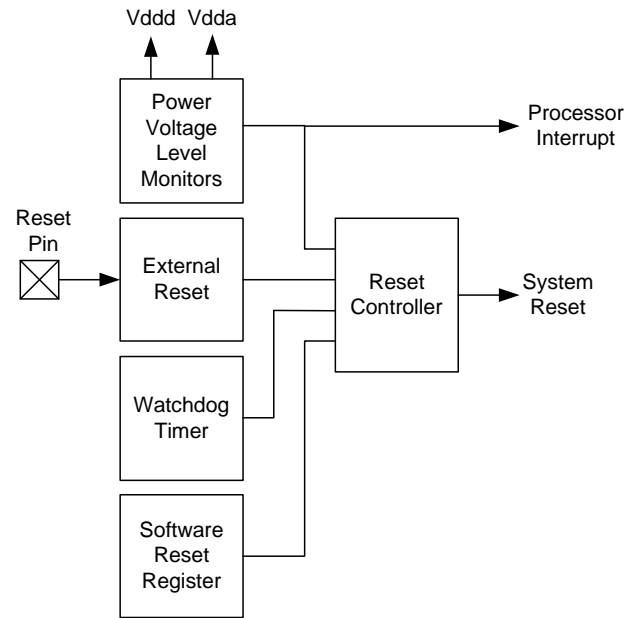 Vddd Vdda
Power
Voltage
Level
Monitors
Processor
Interrupt
Reset
Pin
External
Reset
Reset
Controller
System
Reset
Watchdog
Timer
Software
Reset
Register